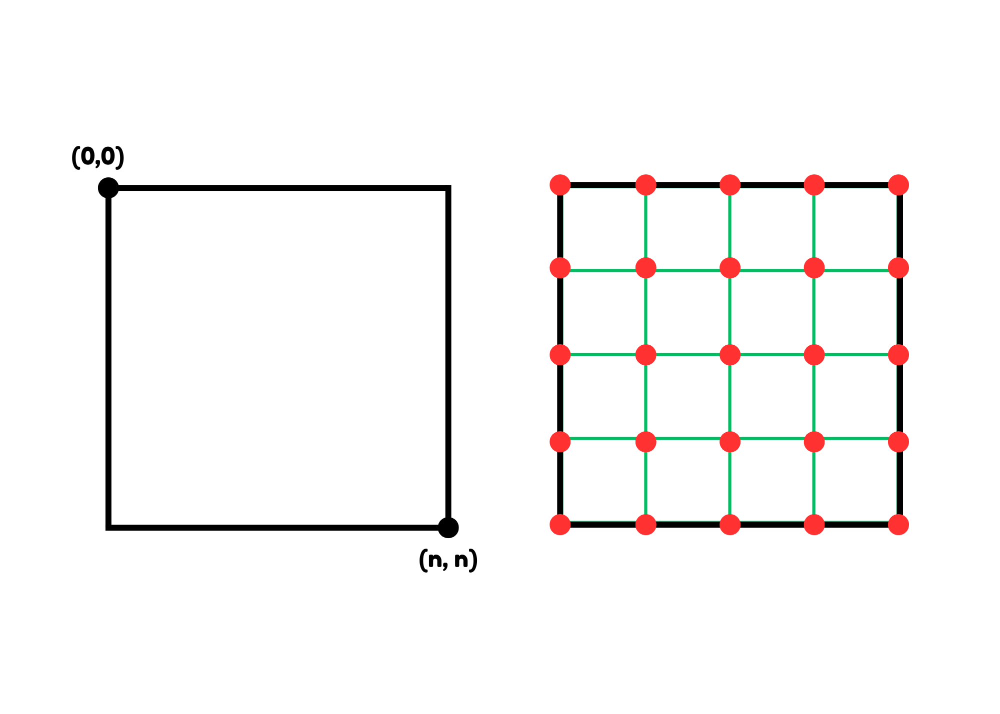 (0,0)
(n, n)